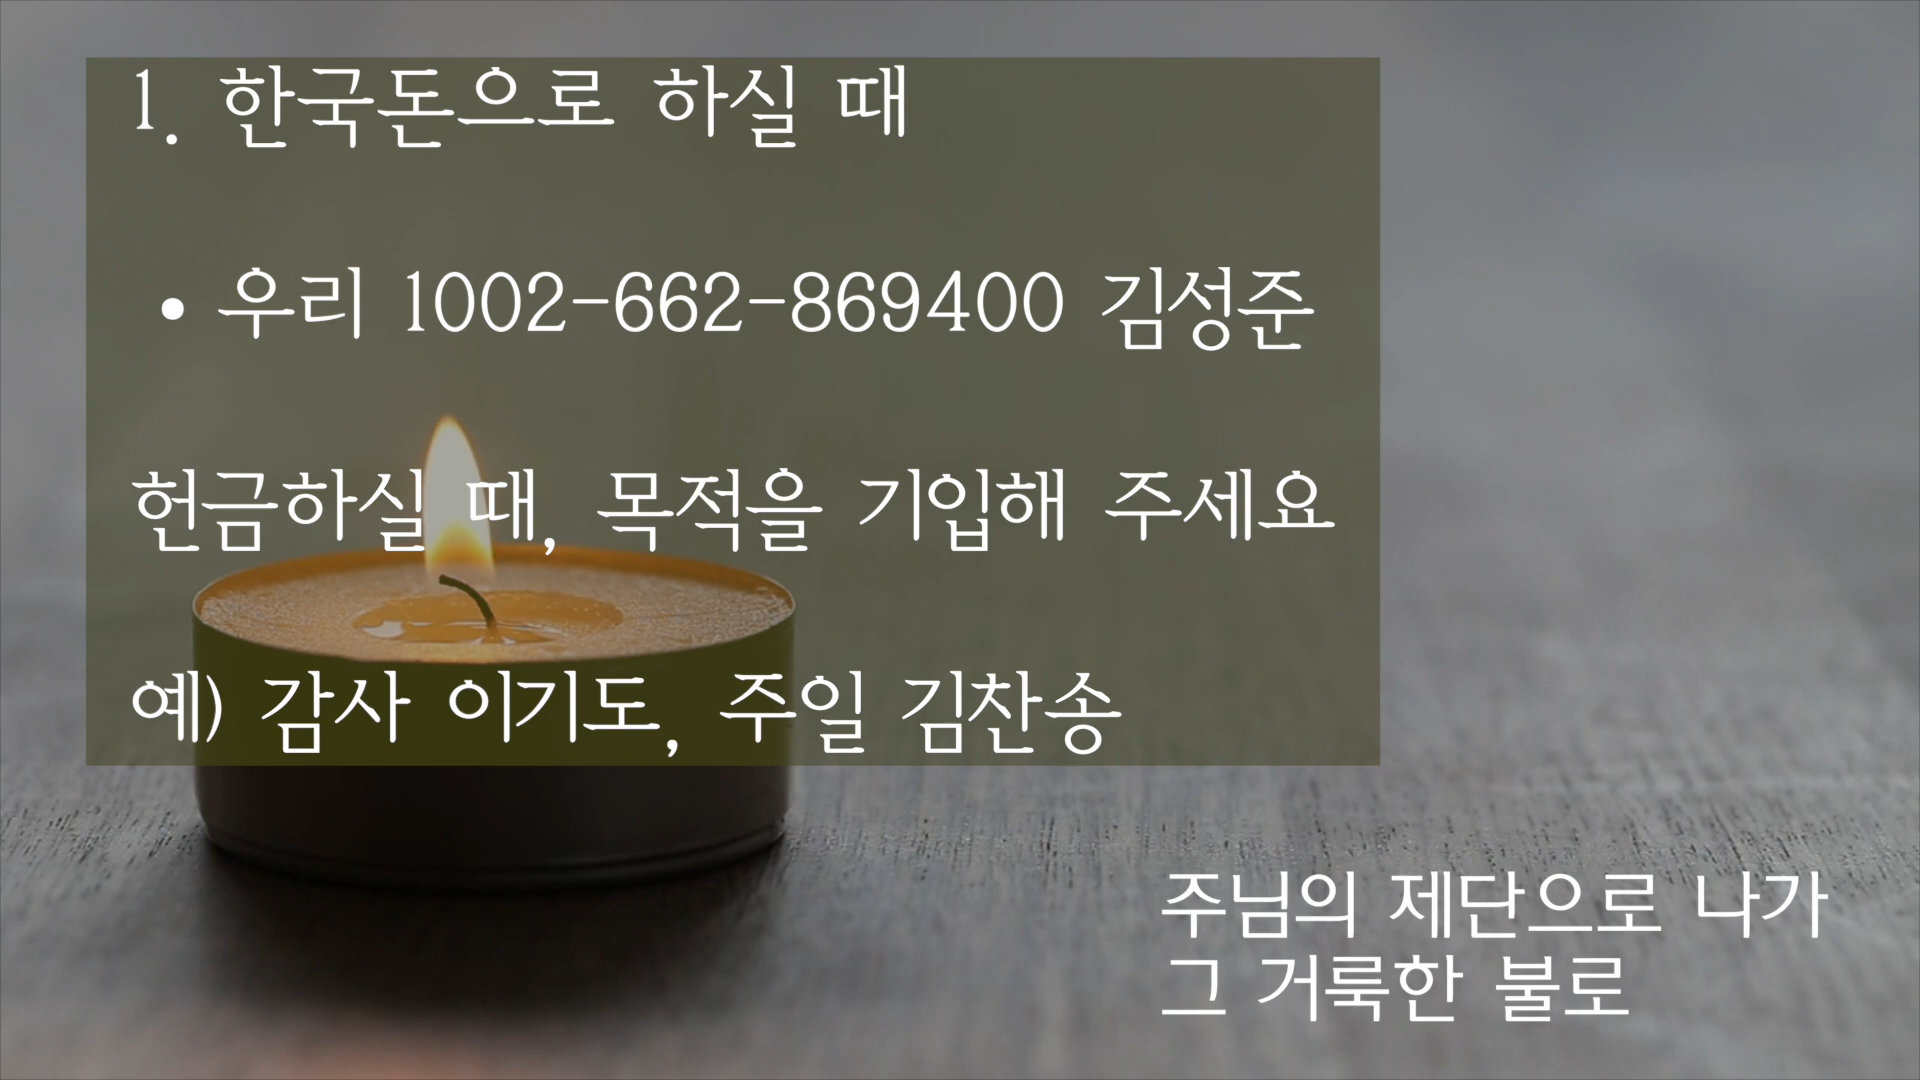 1. 한국돈으로 하실 때
• 우리 1002-662-869400 김성준
헌금하실 때, 목적을 기입해 주세요
예) 감사 이기도, 주일 김찬송
주님의 제단으로 나가
그 거룩한 불로